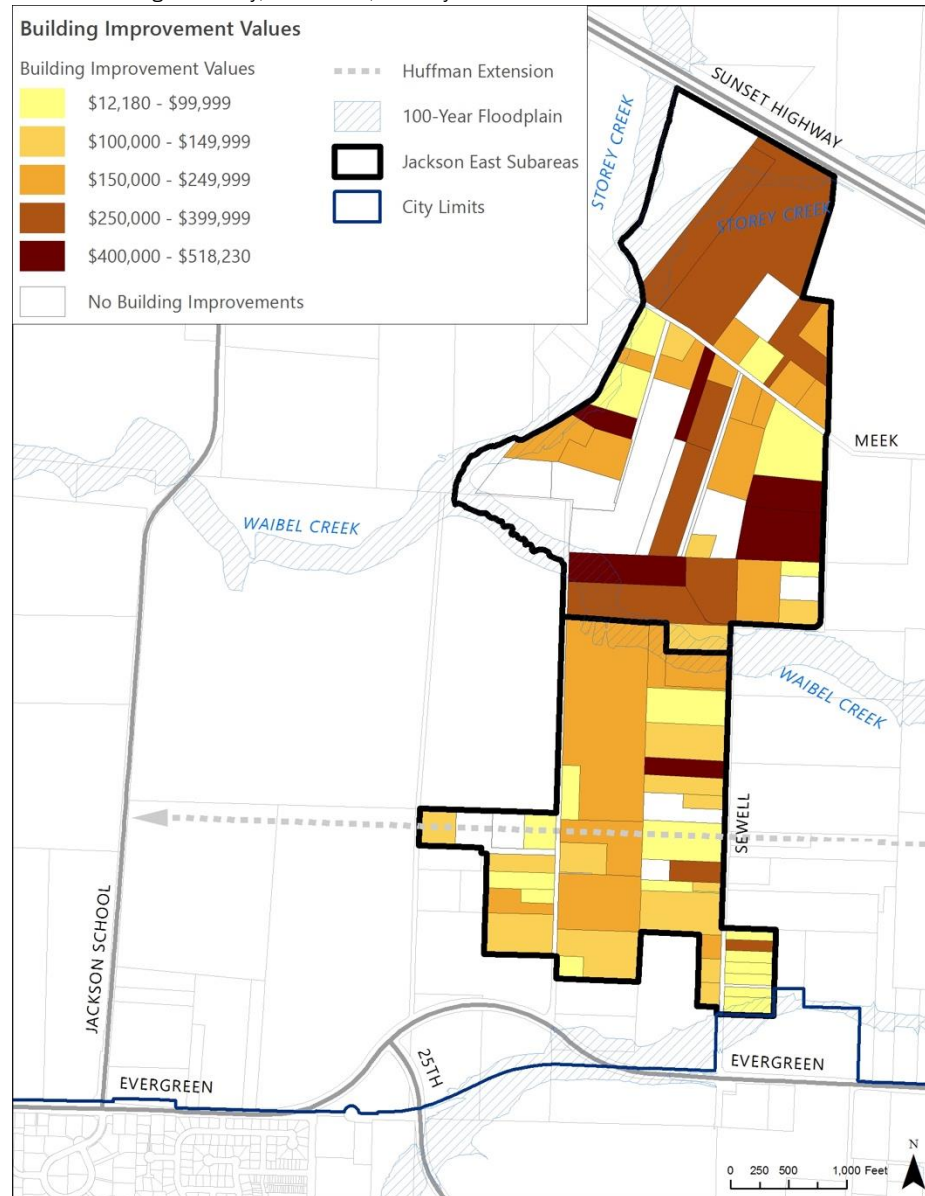 Building Improvement Values
Building Improvement Values
$12,180 - $99,999
$100,000 - $149,999
$150,000 - $249,999
$250,000 - $399,999
$400,000 - $518,230
No Building Improvements
Huffman Extension
100-Year Floodplain
Jackson East Subareas
City Limits
SUNSET HIGHWAY
STOREY CREEK
STOREY CREEK
MEEK
WAIBEL CREEK
WAIBEL CREEK
SEWELL
JACKSON SCHOOL
25TH
EVERGREEN
EVERGREEN
N
0 250 500 1,000 Feet